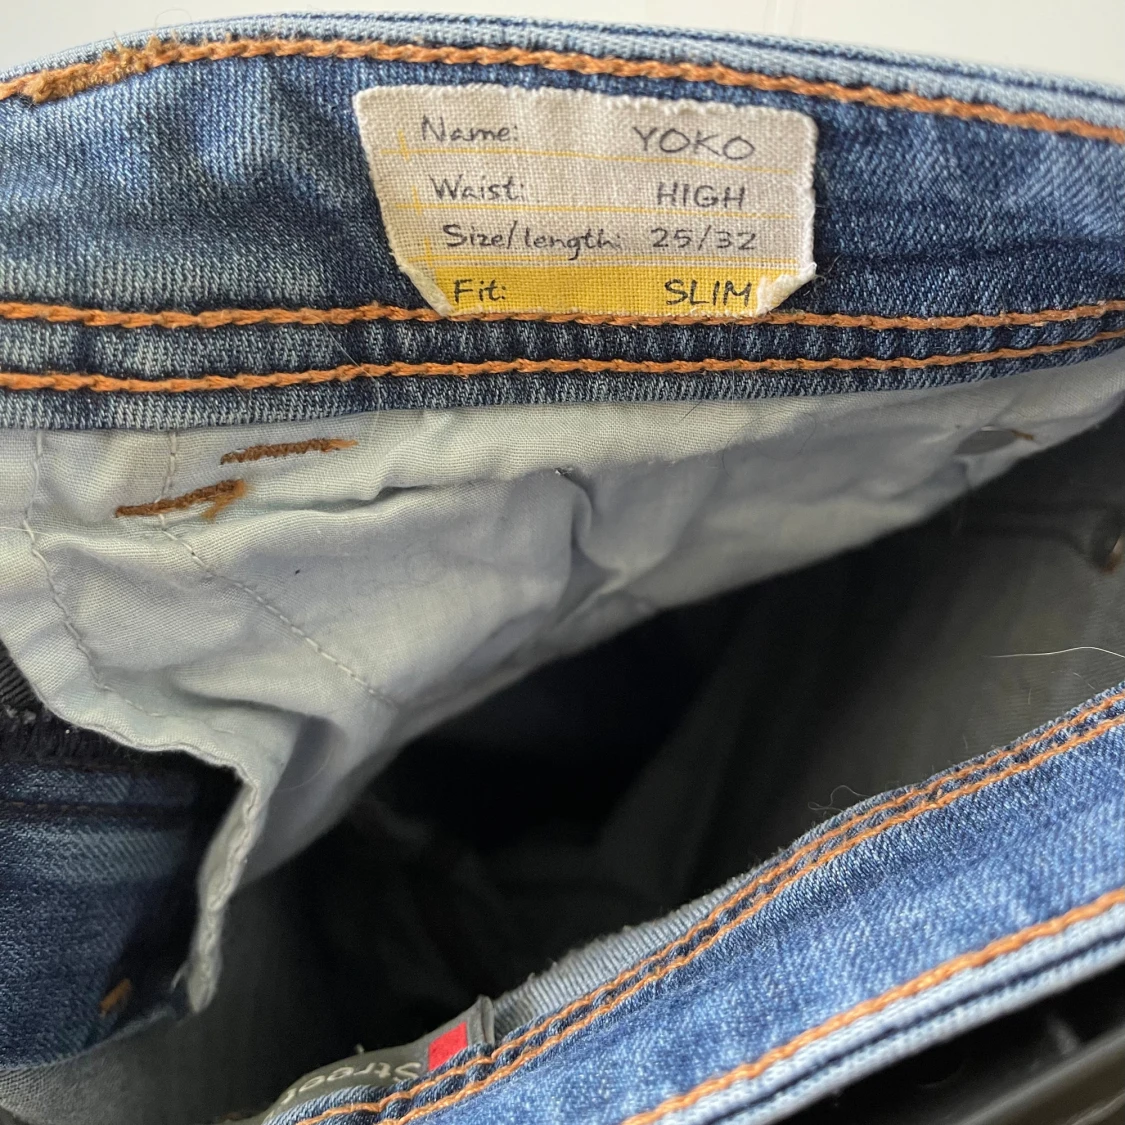 Name: YOKO
Waist: HIGH
Size/length: 25/32
Fit: SLIM